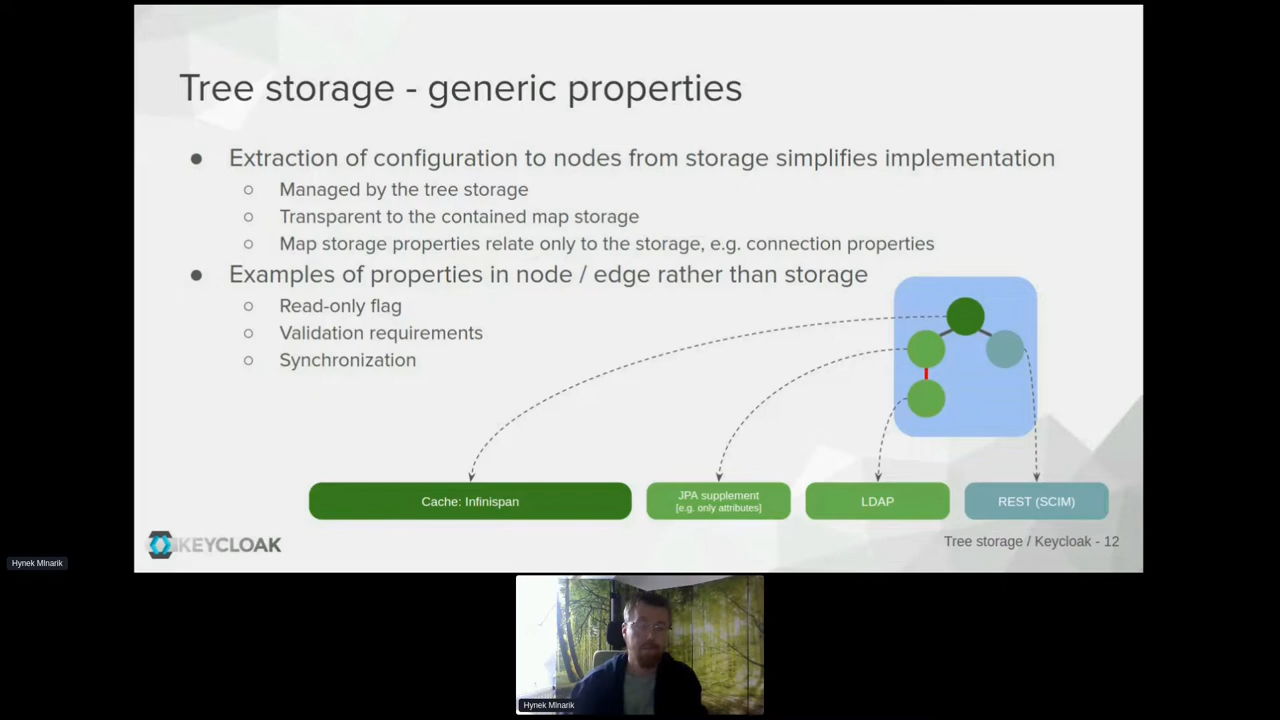 Tree storage - generic properties
● Extraction of configuration to nodes from storage simplifies implementation
○ Managed by the tree storage
○ Transparent to the contained map storage
○ Map storage properties relate only to the storage, e.g. connection properties
● Examples of properties in node / edge rather than storage
○ Read-only flag
○ Validation requirements
○ Synchronization
Cache: Infinispan
JPA supplement
[e.g. only attributes]
LDAP
REST (SCIM)
KEYCLOAK
Tree storage / Keycloak - 12
Hynek Mlnarik
Hynek Mlnarik